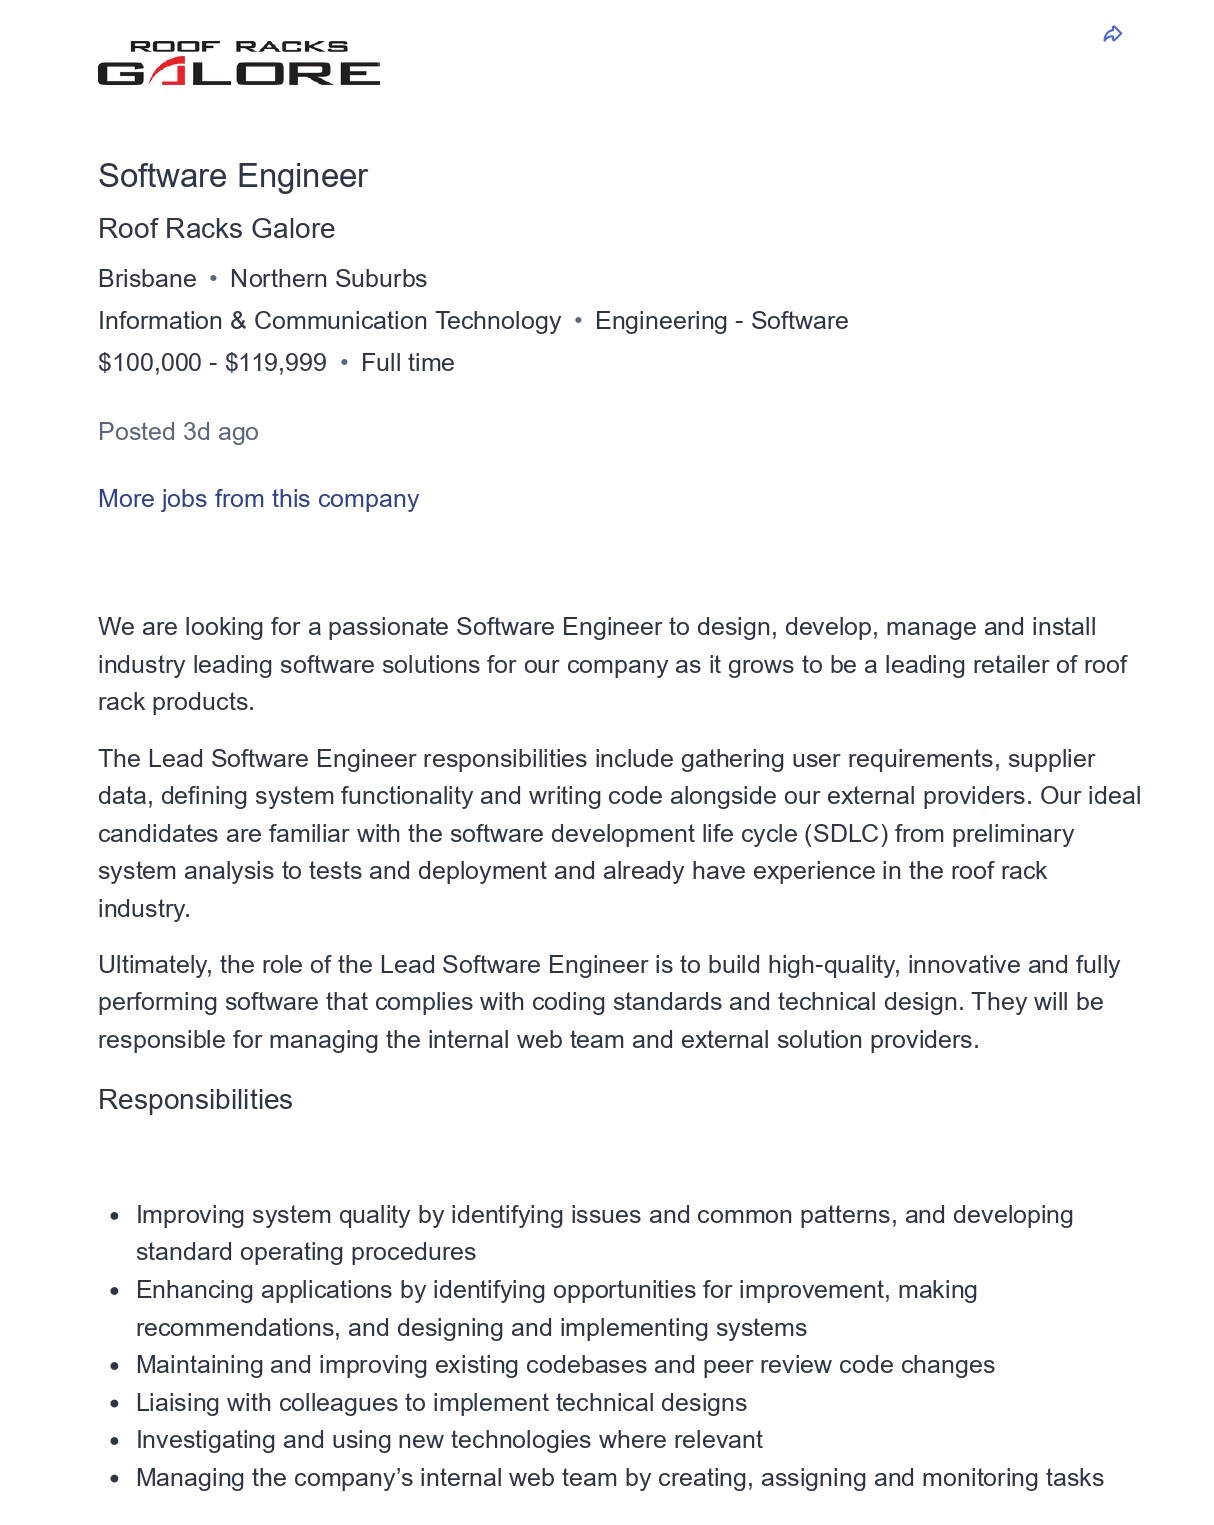 ROOF RACKS
GALORE
Software Engineer
Roof Racks Galore
Brisbane • Northern Suburbs
Information & Communication Technology • Engineering - Software
$100,000 - $119,999 • Full time
Posted 3d ago
More jobs from this company
We are looking for a passionate Software Engineer to design, develop, manage and install
industry leading software solutions for our company as it grows to be a leading retailer of roof
rack products.
The Lead Software Engineer responsibilities include gathering user requirements, supplier
data, defining system functionality and writing code alongside our external providers. Our ideal
candidates are familiar with the software development life cycle (SDLC) from preliminary
system analysis to tests and deployment and already have experience in the roof rack
industry.
Ultimately, the role of the Lead Software Engineer is to build high-quality, innovative and fully
performing software that complies with coding standards and technical design. They will be
responsible for managing the internal web team and external solution providers.
Responsibilities
• Improving system quality by identifying issues and common patterns, and developing
standard operating procedures
• Enhancing applications by identifying opportunities for improvement, making
recommendations, and designing and implementing systems
• Maintaining and improving existing codebases and peer review code changes
• Liaising with colleagues to implement technical designs
• Investigating and using new technologies where relevant
• Managing the company’s internal web team by creating, assigning and monitoring tasks